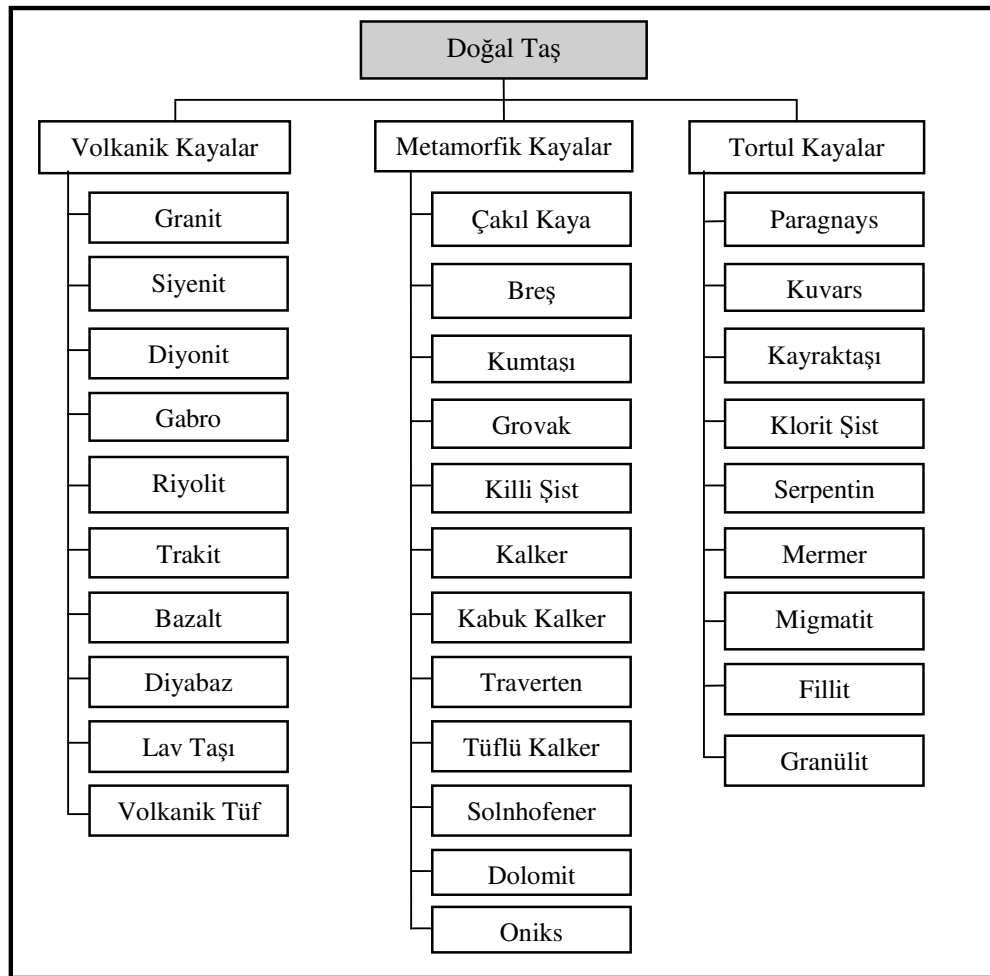 Doğal Taş
Volkanik Kayalar
Granit
Siyenit
Diyonit
Gabro
Riyolit
Trakit
Bazalt
Diyabaz
Lav Taşı
Volkanik Tüf
Metamorfik Kayalar
Çakıl Kaya
Breş
Kumtaşı
Grovak
Killi Şist
Kalker
Kabuk Kalker
Traverten
Tüflü Kalker
Solnhofener
Dolomit
Oniks
Tortul Kayalar
Paragnays
Kuvars
Kayraktaşı
Klorit Şist
Serpentin
Mermer
Migmatit
Fillit
Granülit